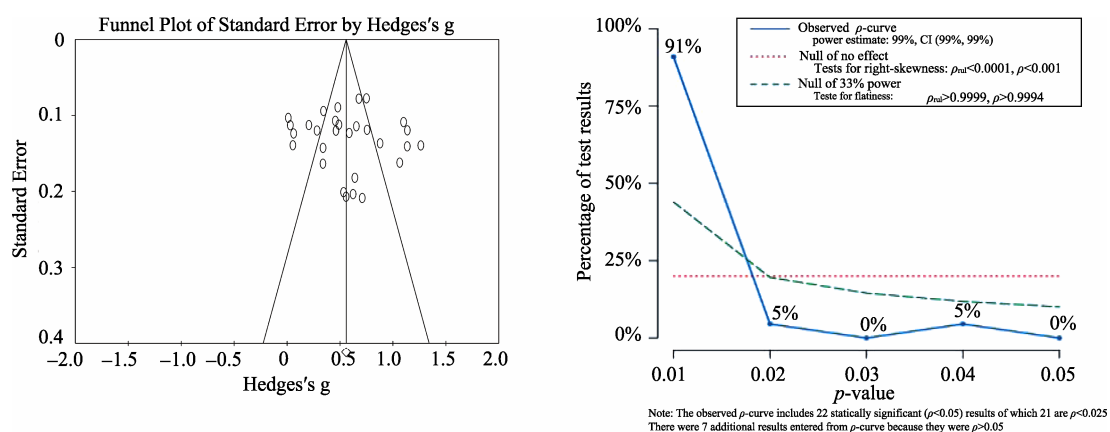 Funnel Plot of Standard Error by Hedges's g
0
0.1
0.2
0.3
0.4
Standard Error
−2.0 −1.5 −1.0 −0.5 0 0.5 1.0 1.5 2.0
Hedges's g
100%
75%
50%
25%
0%
Percentage of test results
Observed ρ-curve
power estimate: 99%, CI (99%, 99%)
Null of no effect
Tests for right-skewness: ρrul<0.0001, ρ<0.001
Null of 33% power
Teste for flatiness: ρrul>0.9999, ρ>0.9994
91%
5%
0%
5%
0%
0.01 0.02 0.03 0.04 0.05
p-value
Note: The observed ρ-curve includes 22 statically significant (ρ<0.05) results of which 21 are ρ<0.025
There were 7 additional results entered from ρ-curve because they were ρ>0.05